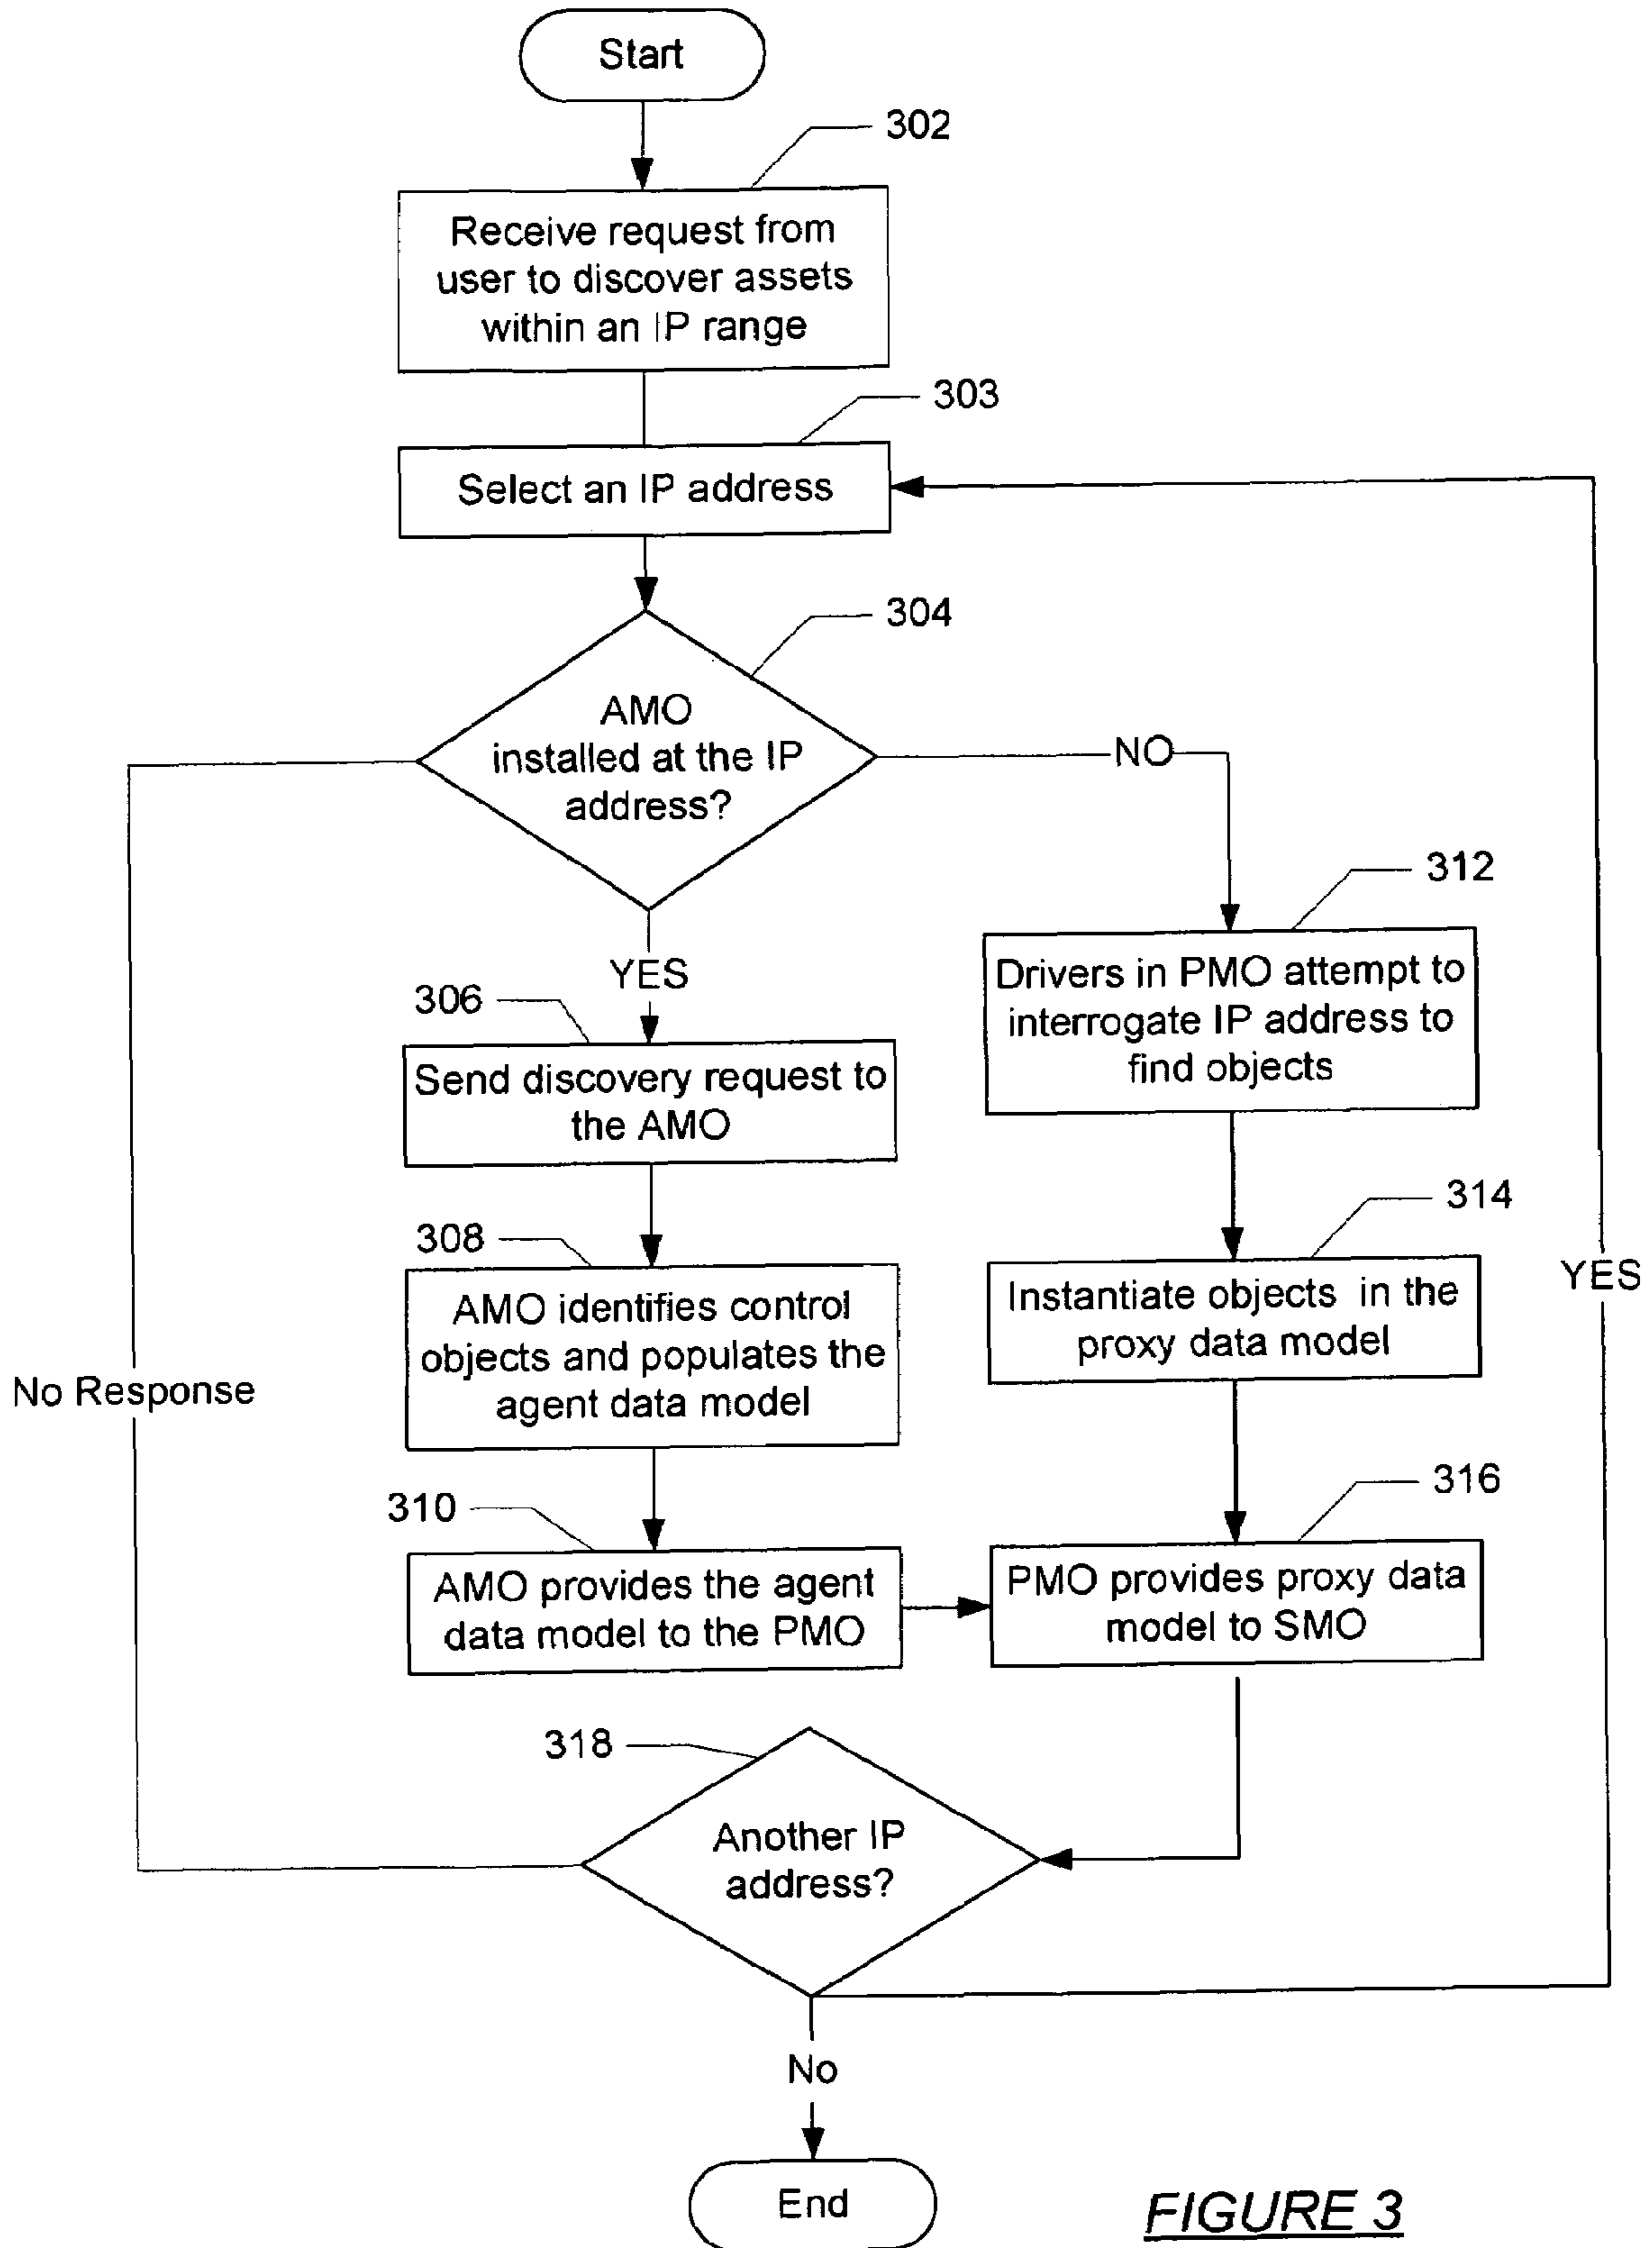 Start
302
Receive request from
user to discover assets
within an IP range
303
Select an IP address
304
AMO
installed at the IP
address?
NO
YES
312
Drivers in PMO attempt to
interrogate IP address to
find objects
306
Send discovery request to
the AMO
314
Instantiate objects in the
proxy data model
YES
308
AMO identifies control
objects and populates the
agent data model
No Response
310
AMO provides the agent
data model to the PMO
316
PMO provides proxy data
model to SMO
318
Another IP
address?
No
End
FIGURE 3